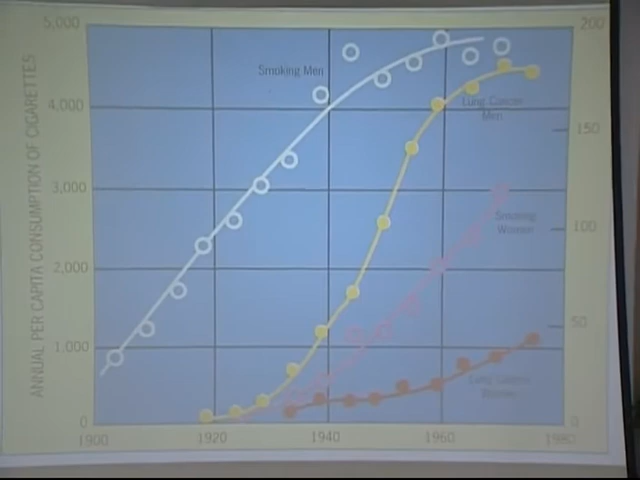 5,000
200
Smoking Men
Lung Cancer
Men
4,000
150
3,000
Smoking
Women
100
2,000
50
1,000
Lung Cancer
Women
0
0
1900
1920
1940
1960
1980
ANNUAL PER CAPITA CONSUMPTION OF CIGARETTES